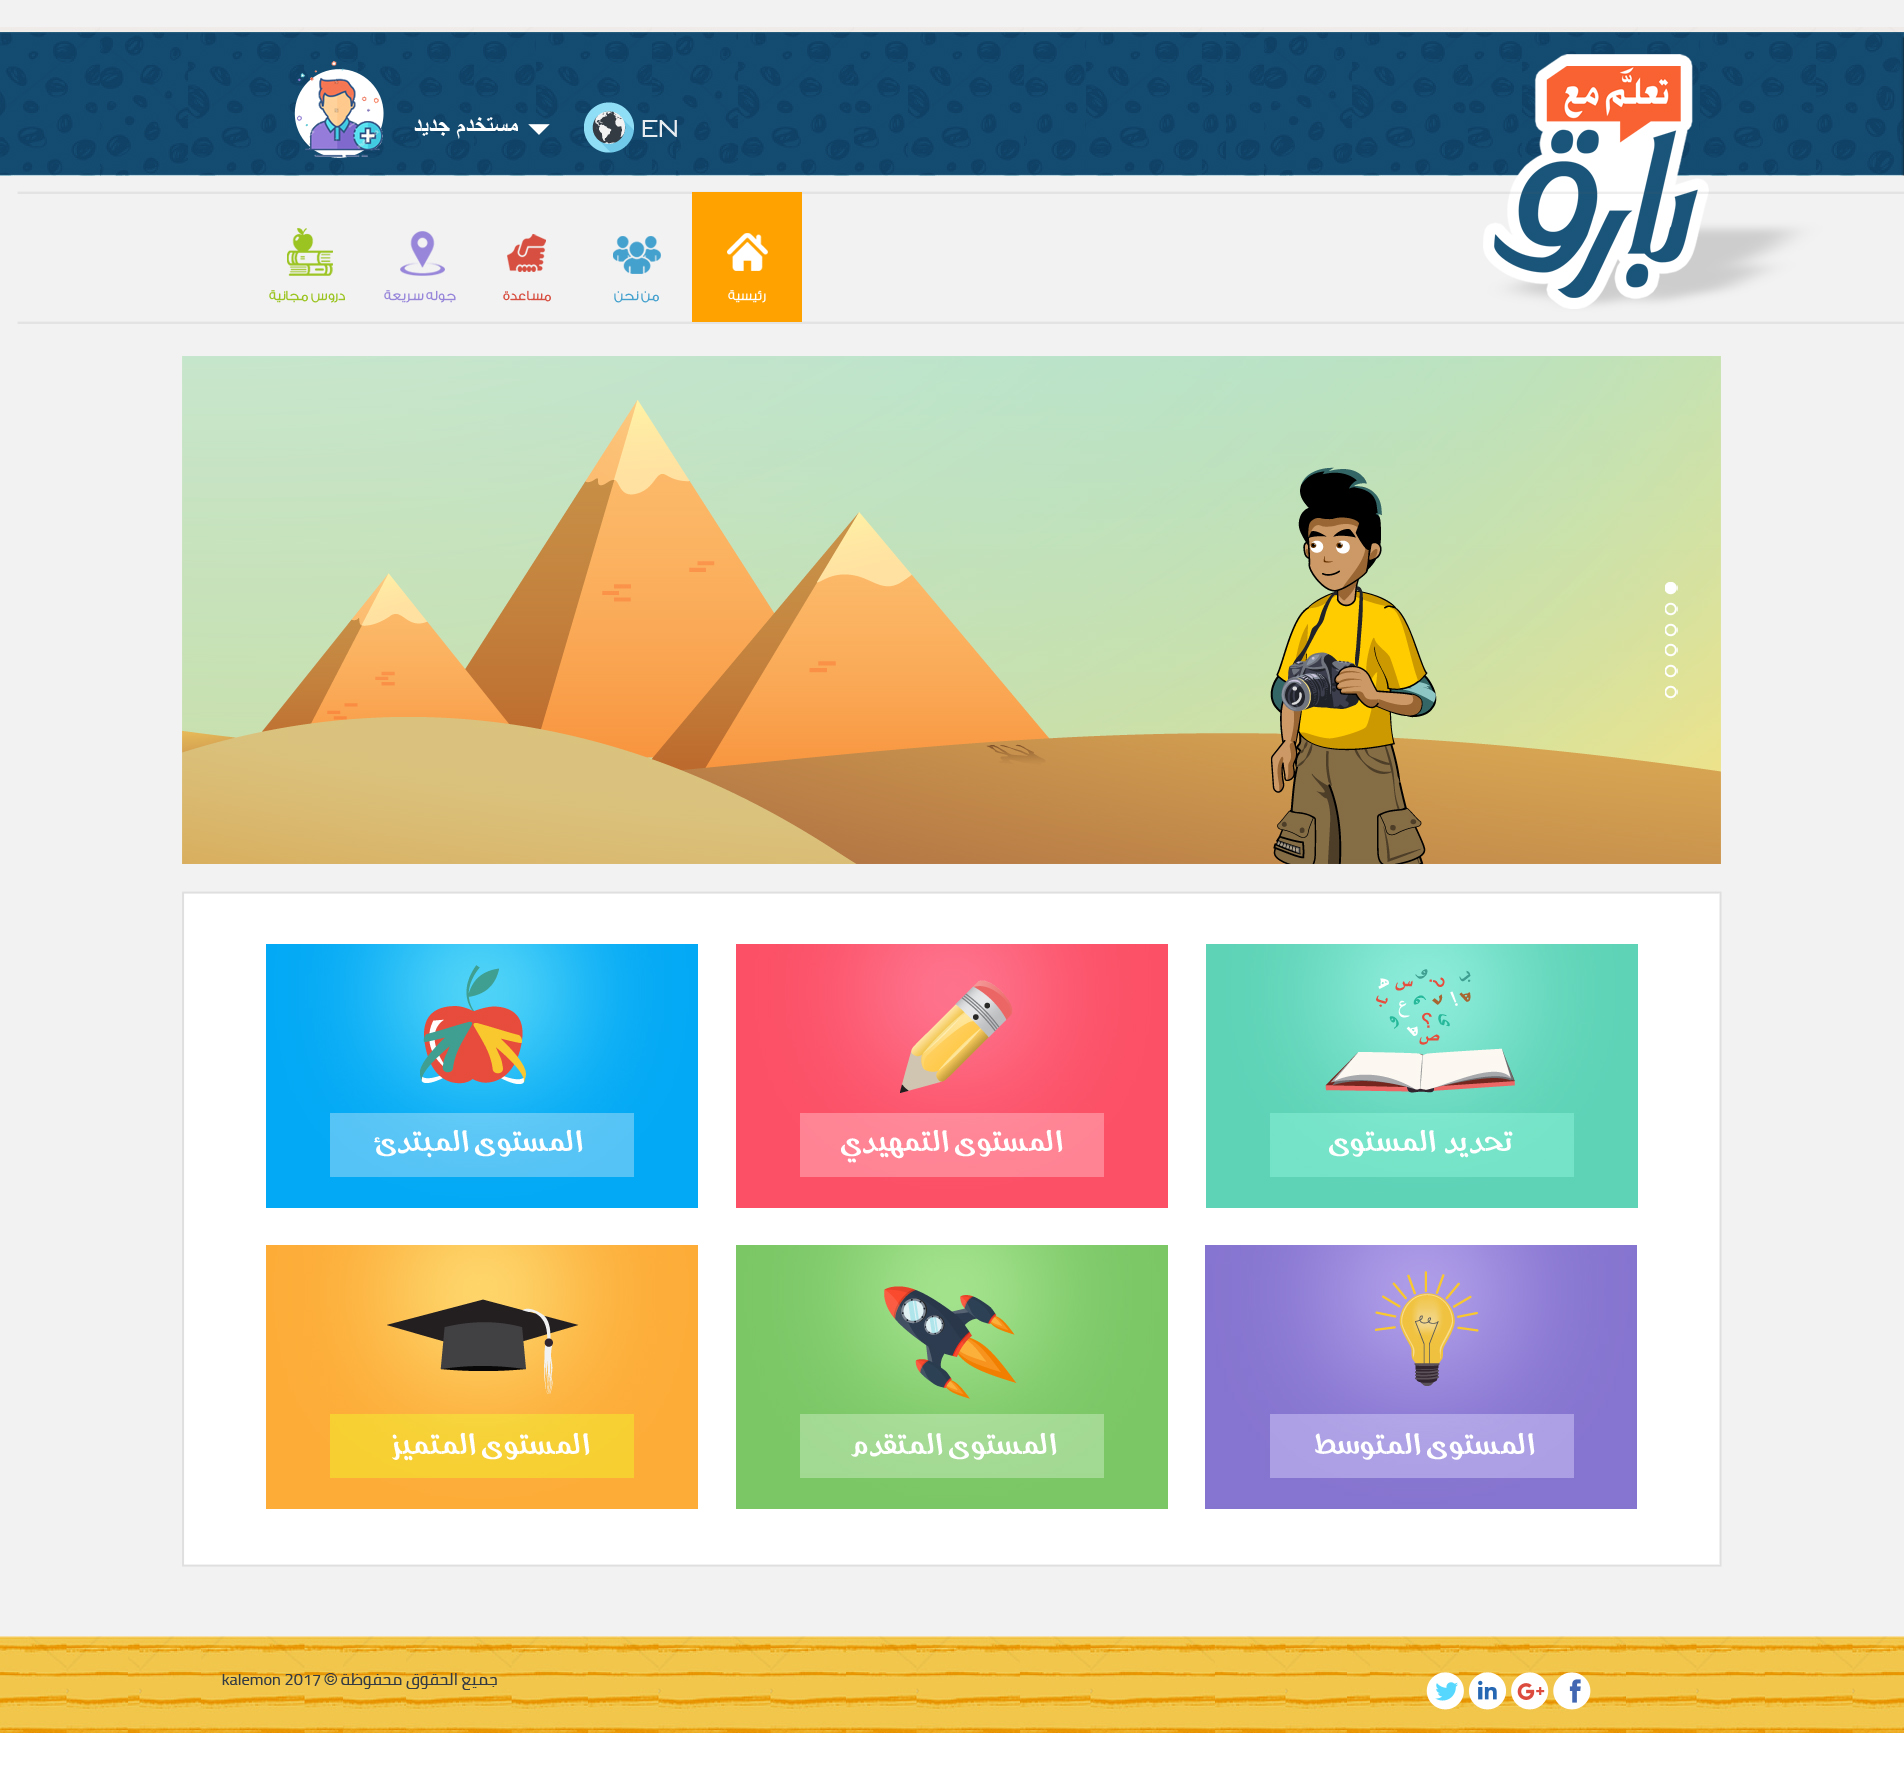 تعلَّم مع
بارق
EN
مستخدم جديد
رئيسية
من نحن
مساعدة
جوله سريعة
دروس مجانية
تحديد المستوى
المستوى التمهيدي
المستوى المبتدئ
المستوى المتوسط
المستوى المتقدم
المستوى المتميز
جميع الحقوق محفوظة © 2017 kalemon